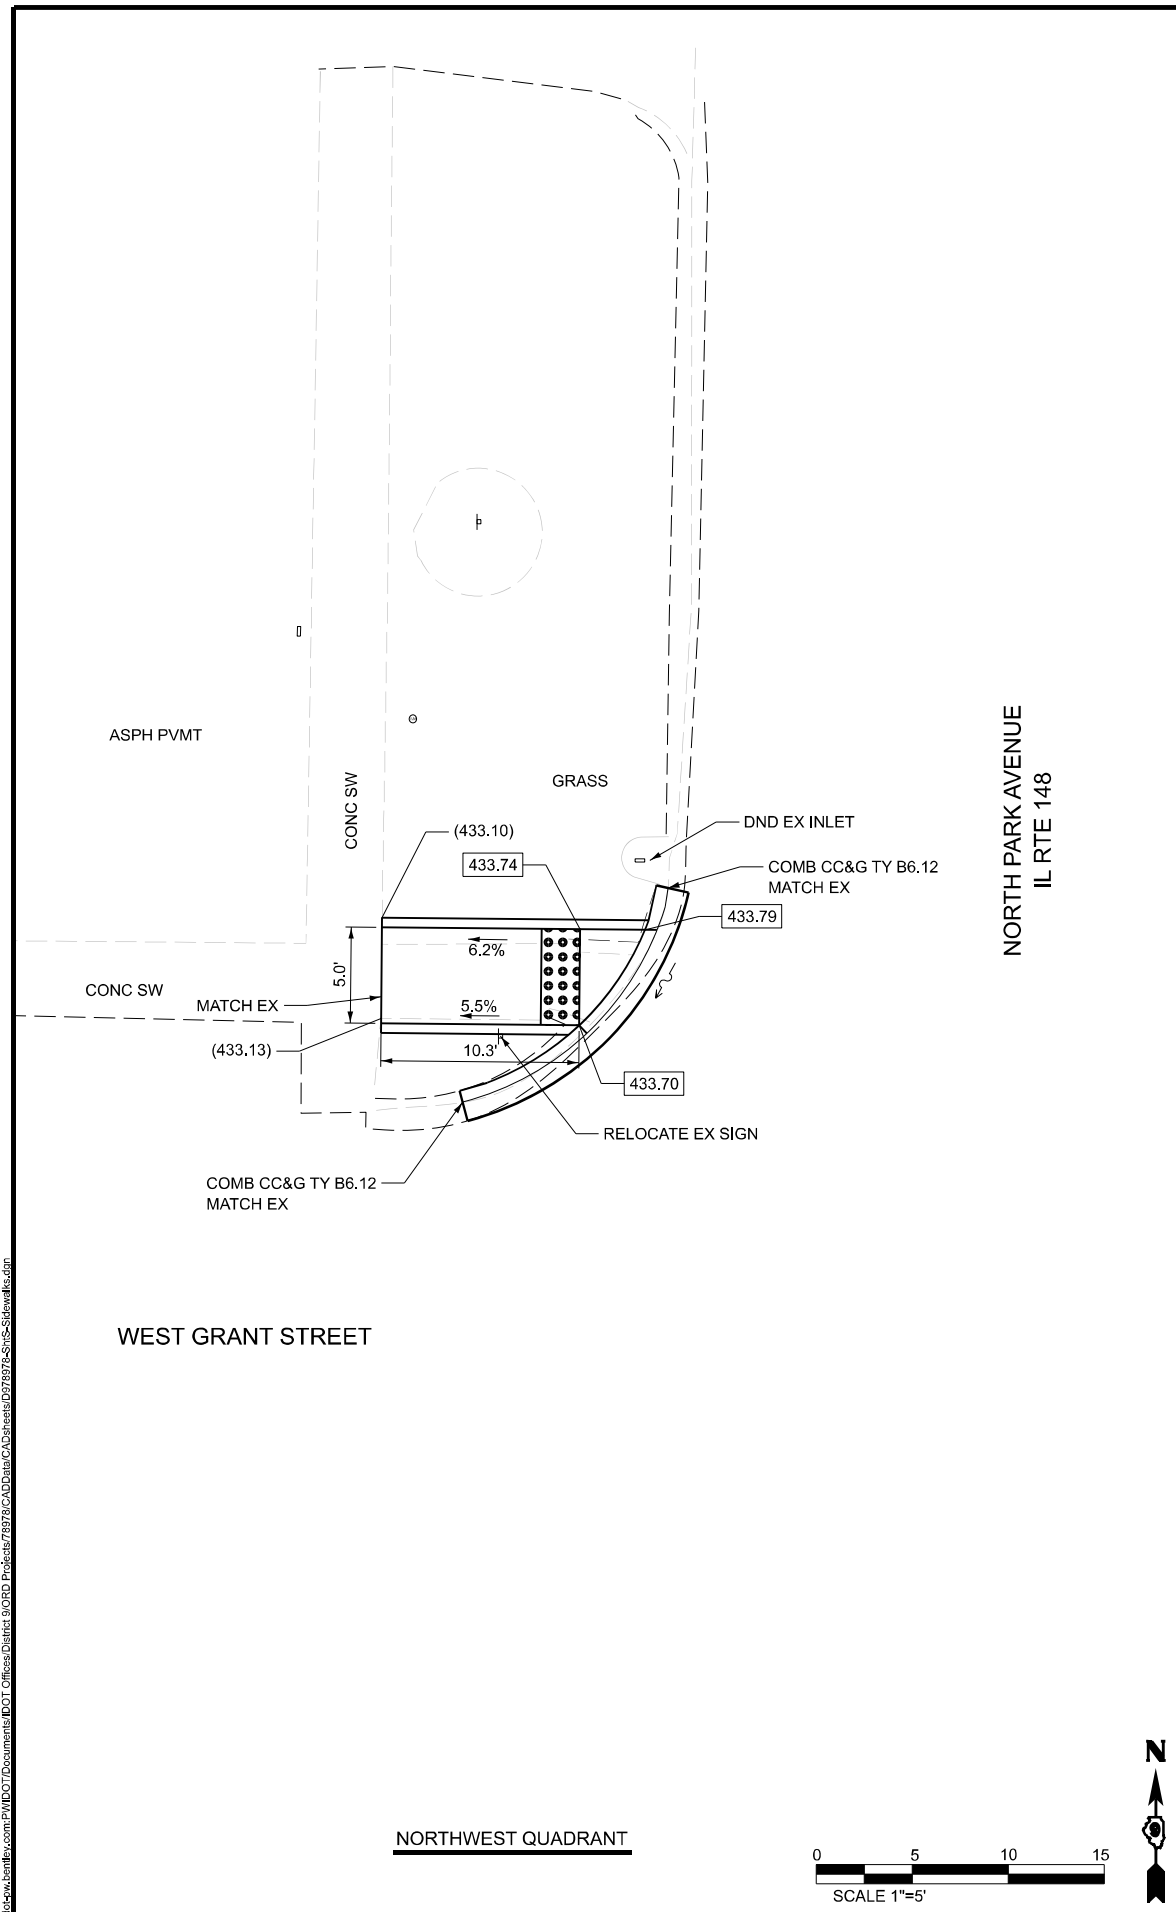 ASPH PVMT
CONC SW
GRASS
NORTH PARK AVENUE
IL RTE 148
(433.10)
DND EX INLET
433.74
COMB CC&G TY B6.12
MATCH EX
433.79
6.2%
5.0'
CONC SW
MATCH EX
5.5%
(433.13)
10.3'
433.70
RELOCATE EX SIGN
COMB CC&G TY B6.12
MATCH EX
WEST GRANT STREET
NORTHWEST QUADRANT
N
9
0 5 10 15
SCALE 1"=5'